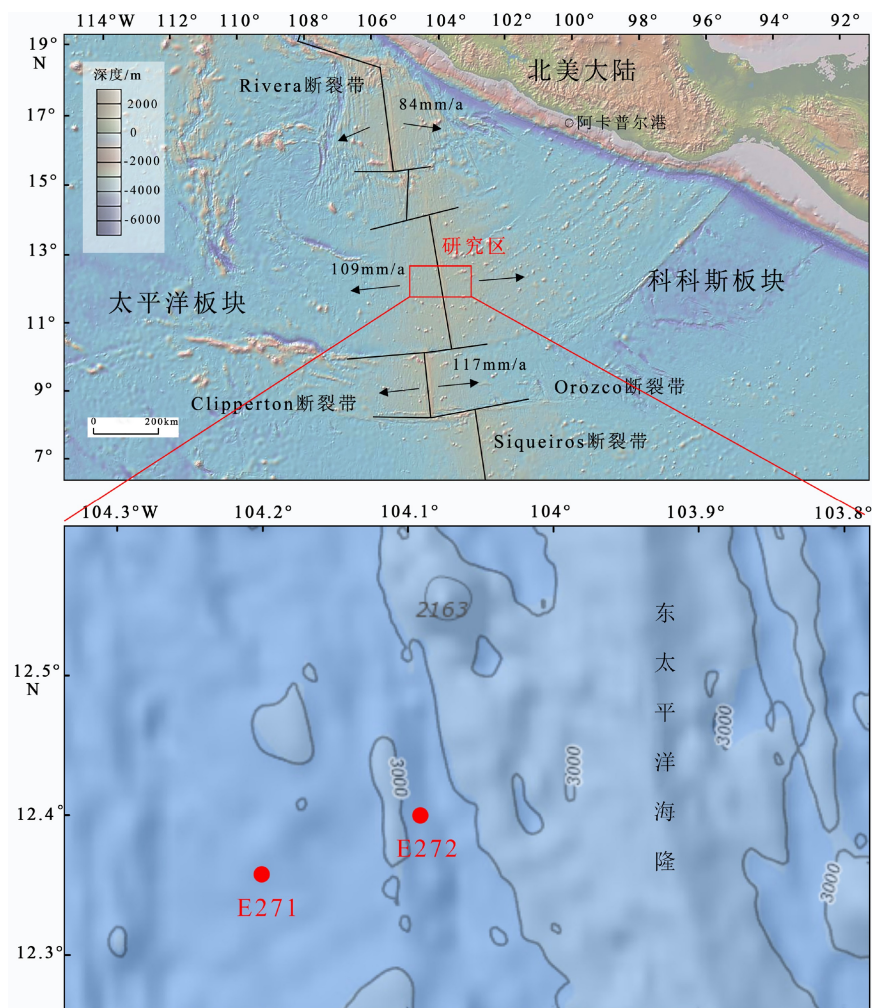 114°W 112° 110° 108° 106° 104° 102° 100° 98° 96° 94° 92°
19°
N
17°
15°
13°
11°
9°
7°
深度/m
2000
0
-2000
-4000
-6000
Rivera断裂带
84mm/a
北美大陆
阿卡普尔港
研究区
109mm/a
太平洋板块
科科斯板块
117mm/a
Clipperton断裂带
Orozco断裂带
0 200km
Siqueiros断裂带
104.3°W 104.2° 104.1° 104° 103.9° 103.8°
12.5°
N
12.4°
12.3°
2163
3000
3000
3000
3000
东太平洋海隆
E272
E271